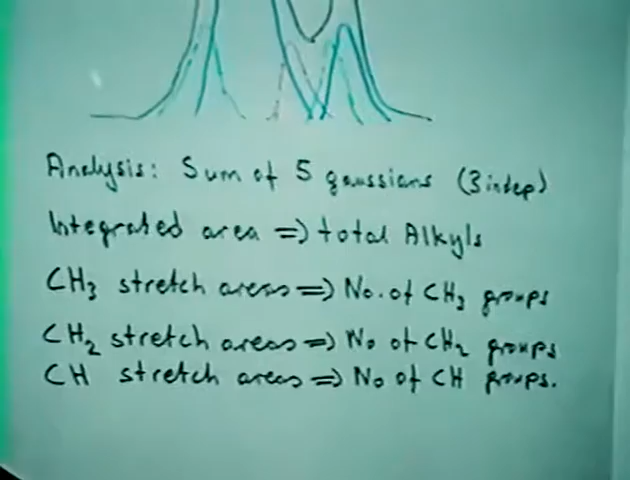 Analysis: Sum of 5 gaussians (3 indep)
Integrated area => total Alkyls
CH3 stretch areas => No. of CH3 groups
CH2 stretch areas => No of CH2 groups
CH stretch areas => No of CH groups.